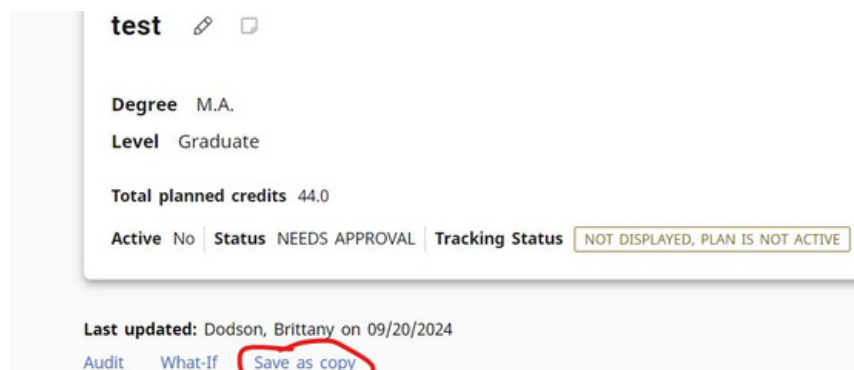 test
Degree M.A.
Level Graduate
Total planned credits 44.0
Active No Status NEEDS APPROVAL Tracking Status NOT DISPLAYED, PLAN IS NOT ACTIVE
Last updated: Dodson, Brittany on 09/20/2024
Audit What-If Save as copy